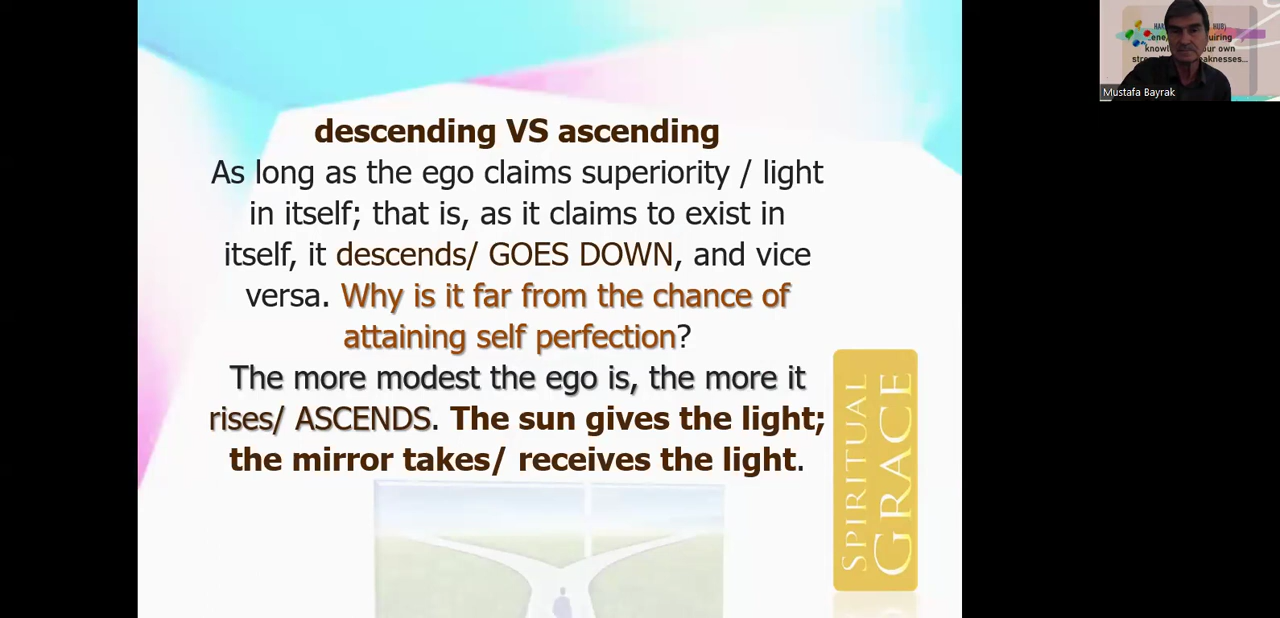 descending VS ascending
As long as the ego claims superiority / light
in itself; that is, as it claims to exist in
itself, it descends/ GOES DOWN, and vice
versa. Why is it far from the chance of
attaining self perfection?
The more modest the ego is, the more it
rises/ ASCENDS. The sun gives the light;
the mirror takes/ receives the light.
SPIRITUAL
GRACE
Mustafa Bayrak